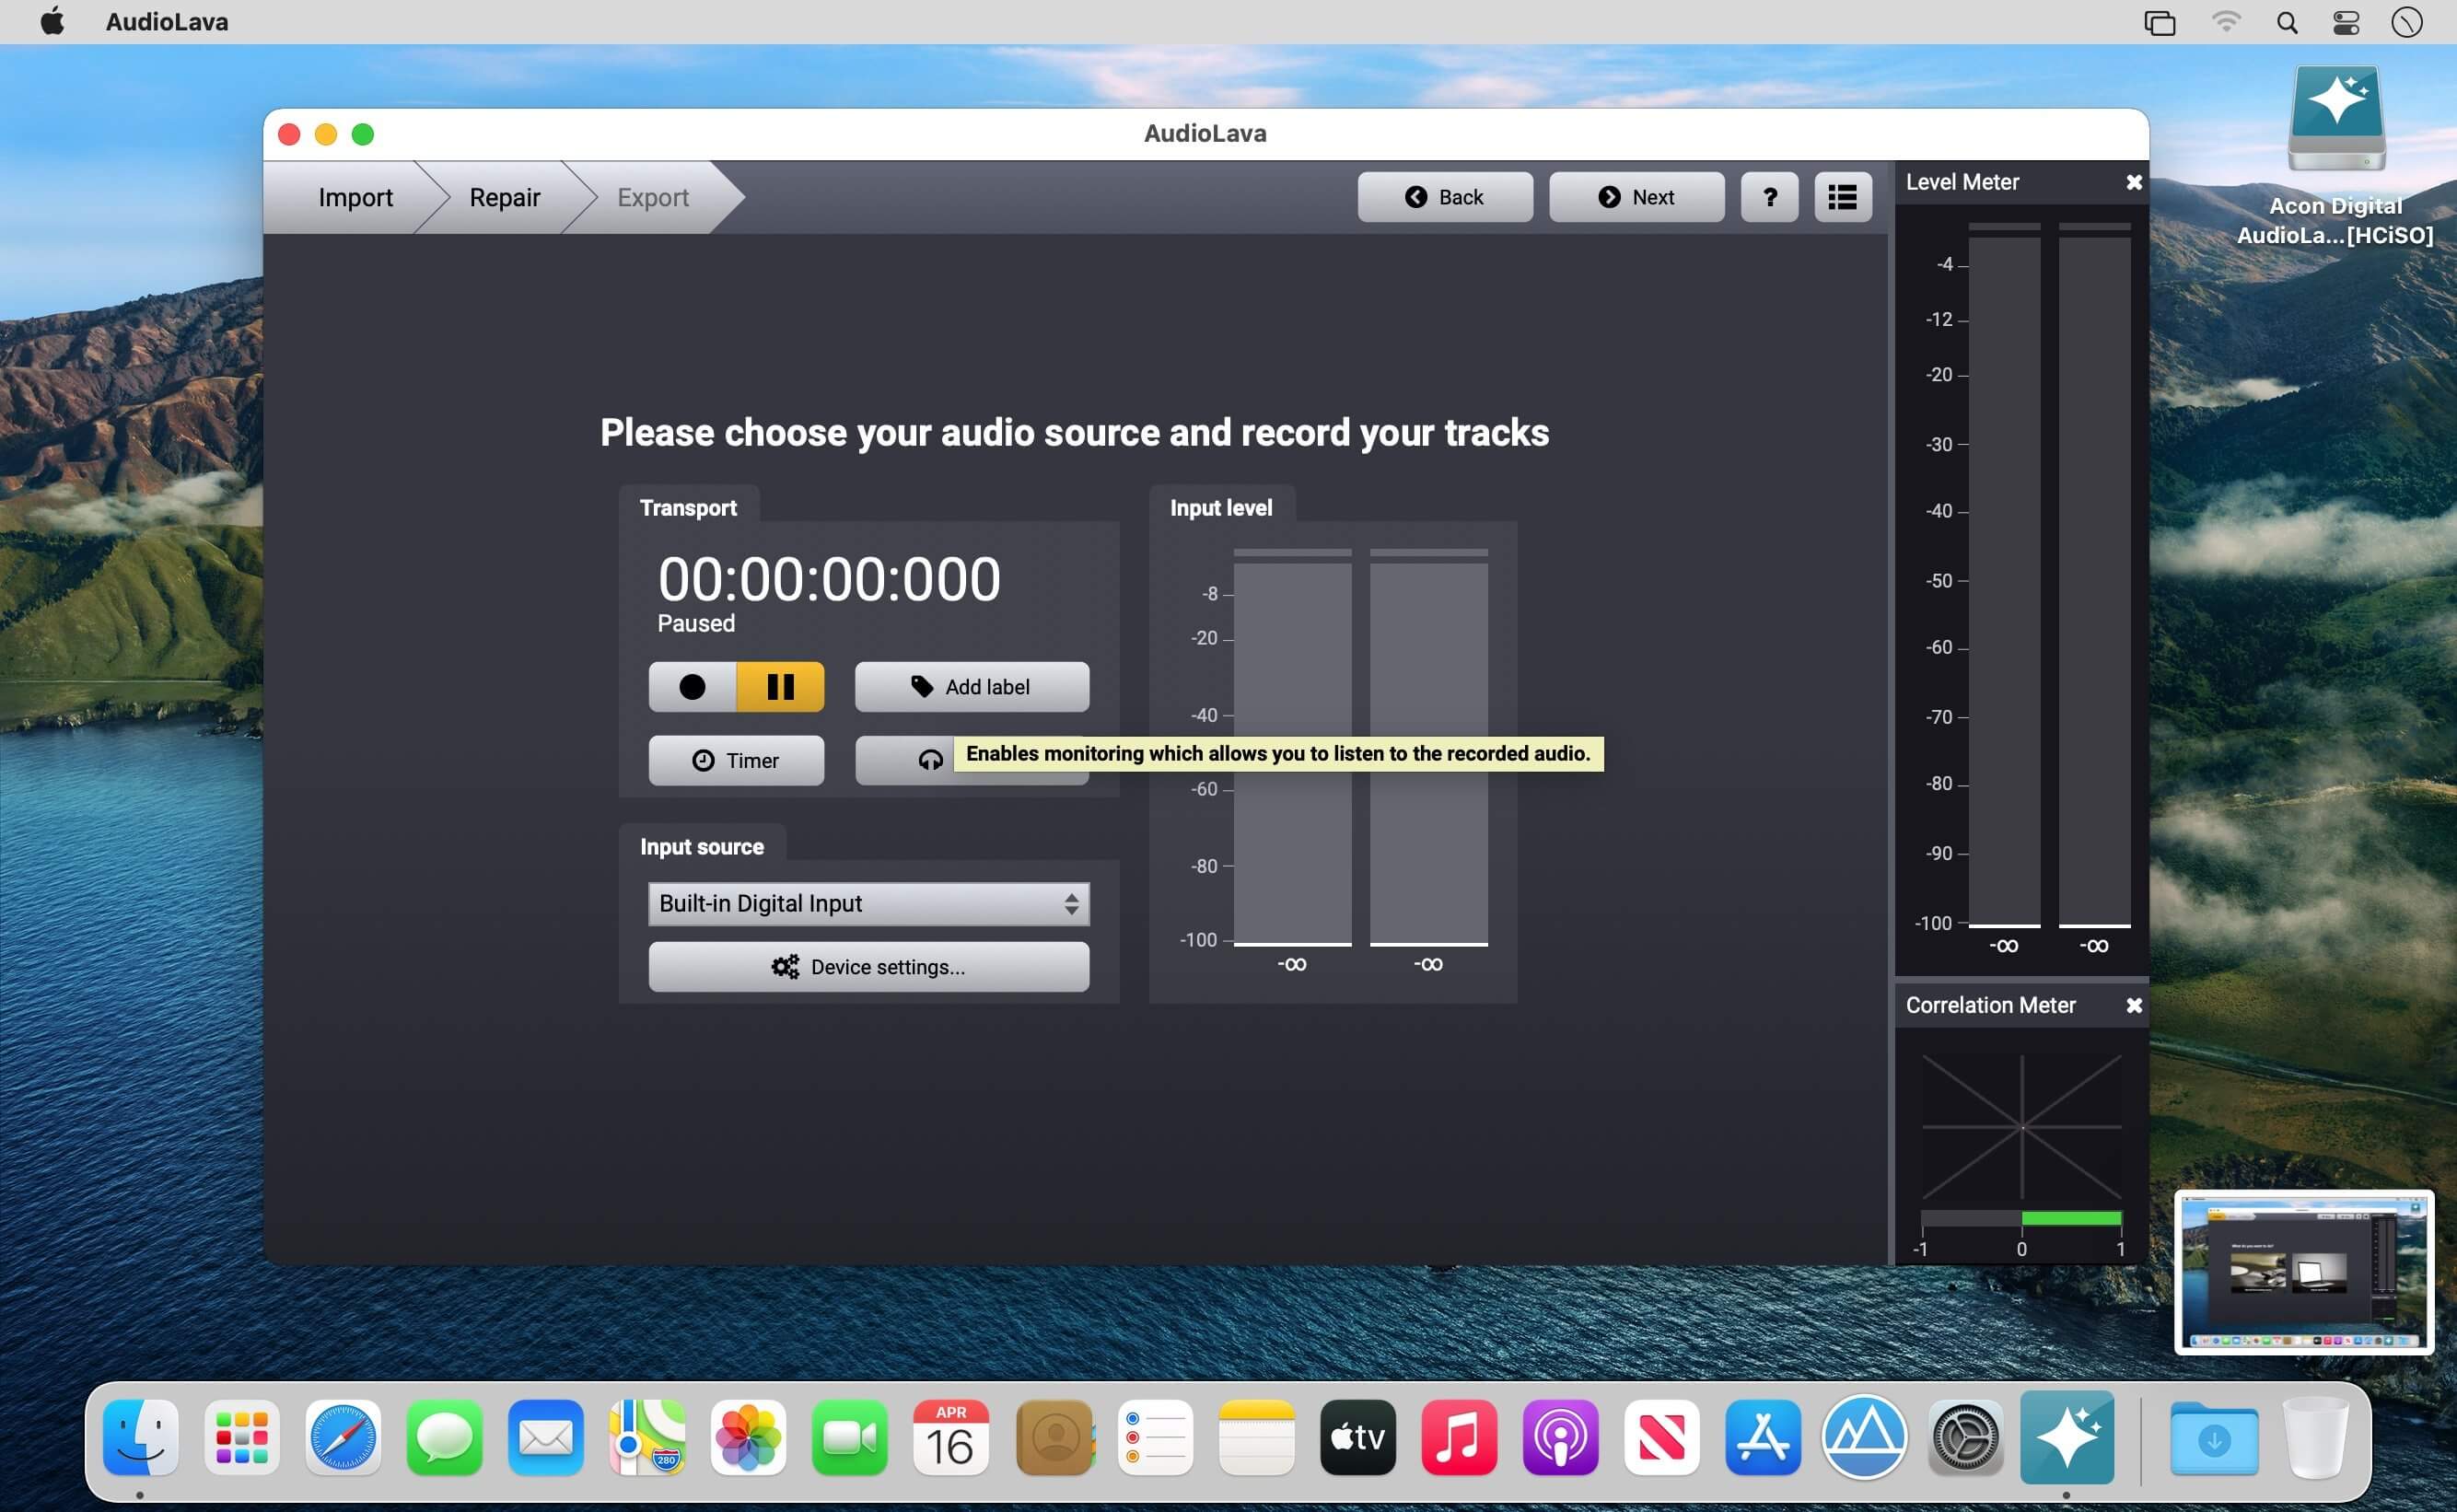 AudioLava
AudioLava
Import
Repair
Export
Back
Next
?
Level Meter
-4
-12
-20
-30
-40
-50
-60
-70
-80
-90
-100
-∞ -∞
Acon Digital
AudioLa...[HCiSO]
Please choose your audio source and record your tracks
Transport
00:00:00:000
Paused
Add label
Timer
Enables monitoring which allows you to listen to the recorded audio.
Input source
Built-in Digital Input
Device settings...
Input level
-8
-20
-40
-60
-80
-100
-∞ -∞
Correlation Meter
-1 0 1
280
APR
16
tv